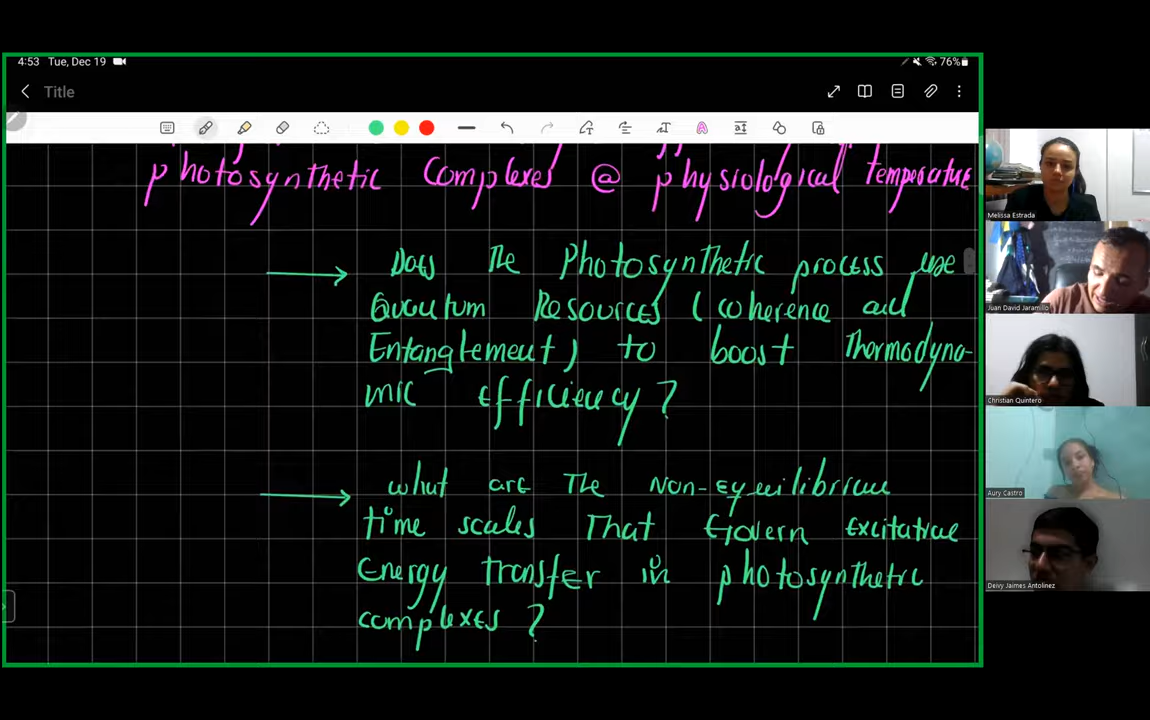 4:53 Tue, Dec 19
76%
Title
photosynthetic complexes @ physiological temperature
Does the Photosynthetic process use
Quantum Resources (coherence and
Entanglement) to boost Thermodyna-
mic Efficiency?
what are the Non-equilibrium
time scales That Govern Excitation
Energy transfer in photosynthetic
complexes?
Melissa Estrada
Juan David Jaramillo
Christian Quintero
Aury Castro
Deivy Jaimes Antolinez